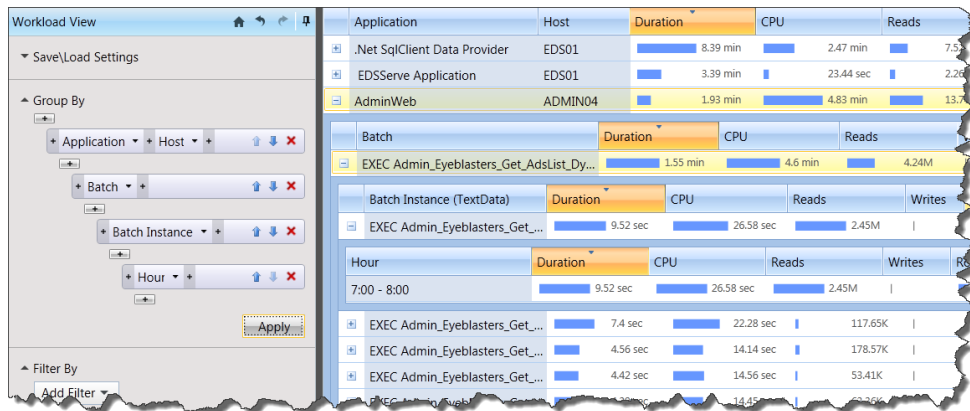 Workload View
Save\Load Settings
Group By
Application Host
Batch
Batch Instance
Hour
Apply
Filter By
Add Filter
Application Host Duration CPU Reads
.Net SqlClient Data Provider EDS01 8.39 min 2.47 min
EDSServe Application EDS01 3.39 min 23.44 sec 2.26
AdminWeb ADMIN04 1.93 min 4.83 min 13.7
Batch Duration CPU Reads
EXEC Admin_Eyeblasters_Get_AdsList_Dy... 1.55 min 4.6 min 4.24M
Batch Instance (TextData) Duration CPU Reads Writes
EXEC Admin_Eyeblasters_Get_... 9.52 sec 26.58 sec 2.45M
Hour Duration CPU Reads Writes
7:00 - 8:00 9.52 sec 26.58 sec 2.45M
EXEC Admin_Eyeblasters_Get_... 7.4 sec 22.28 sec 117.65K
EXEC Admin_Eyeblasters_Get_... 4.56 sec 14.14 sec 178.57K
EXEC Admin_Eyeblasters_Get_... 4.42 sec 14.56 sec 53.41K